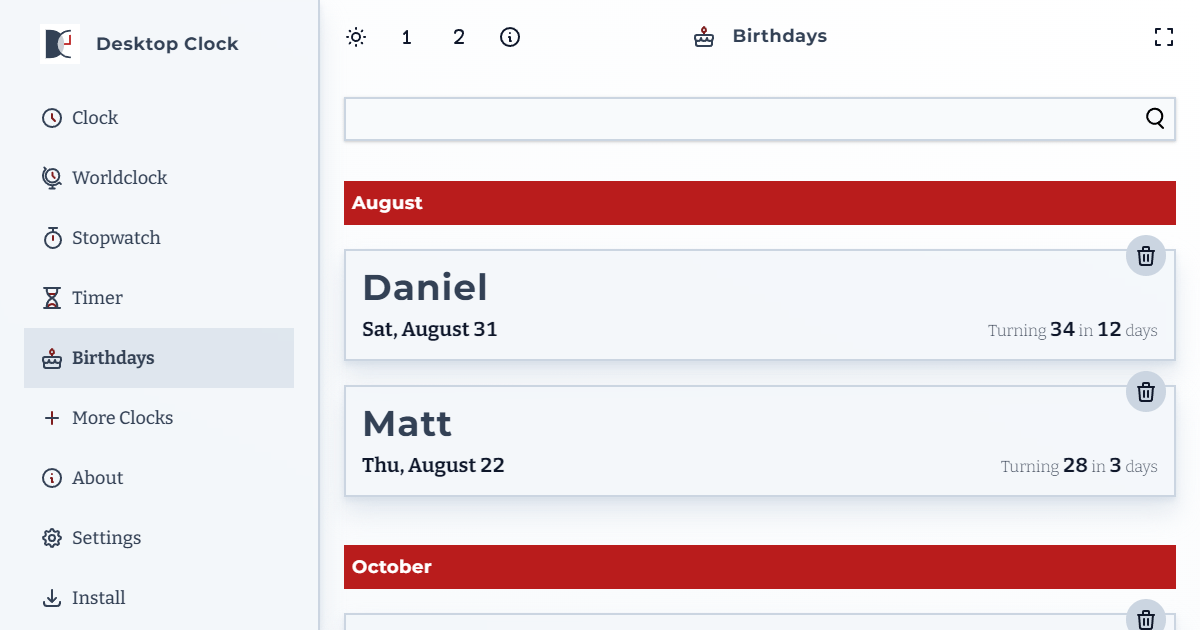 Desktop Clock
Clock
Worldclock
Stopwatch
Timer
Birthdays
More Clocks
About
Settings
Install
1 2
Birthdays
August
Daniel
Sat, August 31
Turning 34 in 12 days
Matt
Thu, August 22
Turning 28 in 3 days
October